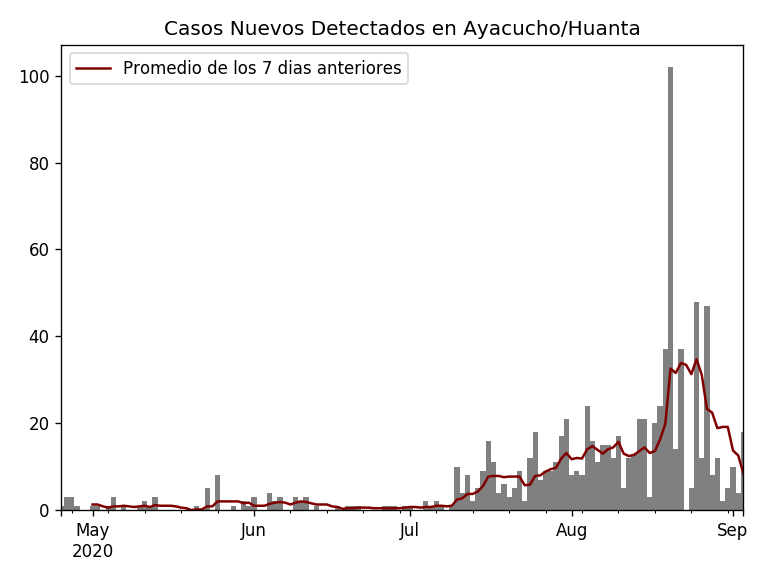 Casos Nuevos Detectados en Ayacucho/Huanta
Promedio de los 7 dias anteriores
100
80
60
40
20
0
May Jun Jul Aug Sep
2020